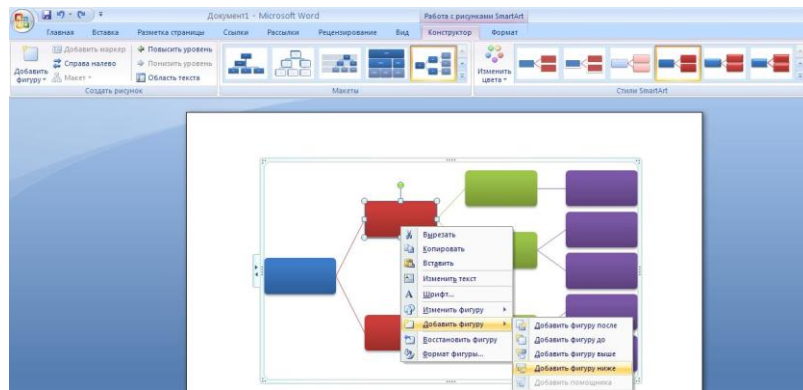 Документ1 - Microsoft Word
Работа с рисунками SmartArt
Главная Вставка Разметка страницы Ссылки Рассылки Рецензирование Вид Конструктор Формат
Добавить фигуру
Добавить маркер
Справа налево
Макет
Повысить уровень
Понизить уровень
Область текста
Создать рисунок
Макеты
Изменить цвета
Стили SmartArt
Вырезать
Копировать
Вставить
Изменить текст
Шрифт...
Изменить фигуру
Добавить фигуру
Восстановить фигуру
Формат фигуры...
Добавить фигуру после
Добавить фигуру до
Добавить фигуру выше
Добавить фигуру ниже
Добавить помощника